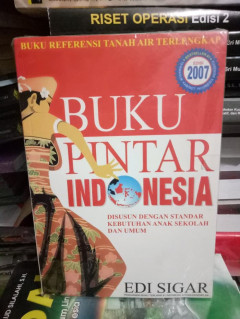 RISET OPERASI Edisi 2
BUKU REFERENSI TANAH AIR TERLENGKAP
EDISI
2007
BUKU
PINTAR
INDONESIA
DISUSUN DENGAN STANDAR
KEBUTUHAN ANAK SEKOLAH
DAN UMUM
EDI SIGAR